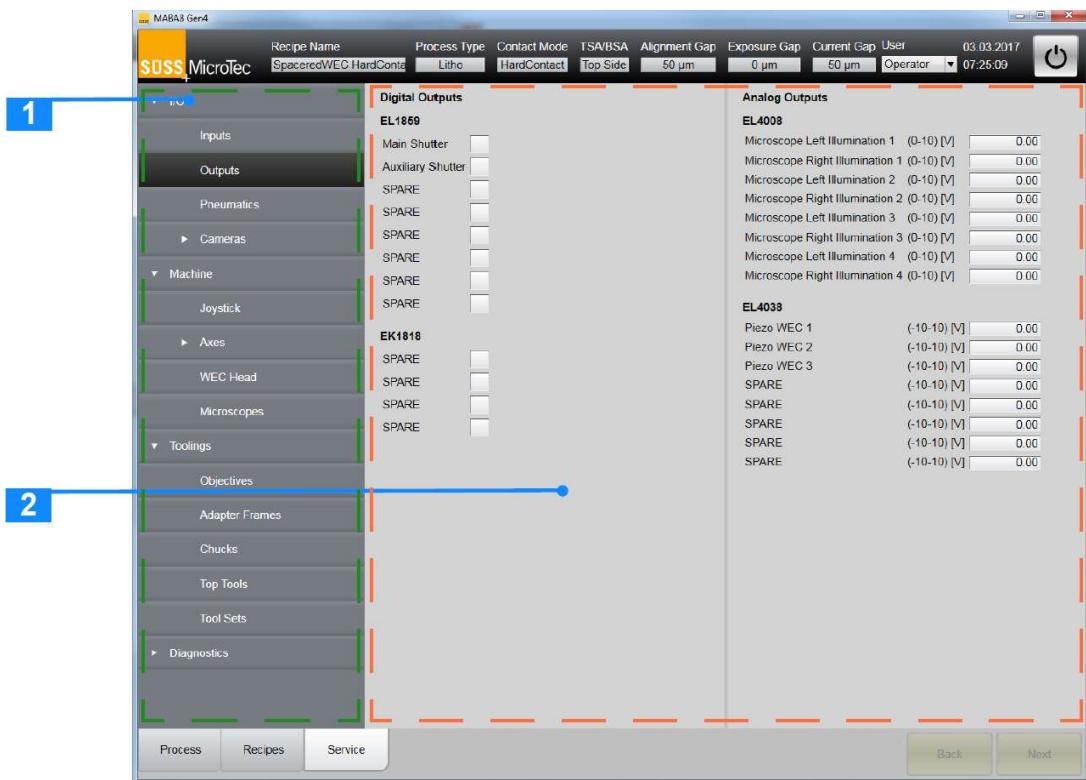 MABA8 Gen4
SUSS MicroTec
Recipe Name Process Type Contact Mode TSA/BSA Alignment Gap Exposure Gap Current Gap User 03.03.2017
SpaceredWEC HardConta Litho HardContact Top Side 50 µm 0 µm 50 µm Operator 07:25:09
1
I/O
Inputs
Outputs
Pneumatics
Cameras
Machine
Joystick
Axes
WEC Head
Microscopes
Toolings
Objectives
2
Adapter Frames
Chucks
Top Tools
Tool Sets
Diagnostics
Digital Outputs
EL1859
Main Shutter
Auxiliary Shutter
SPARE
SPARE
SPARE
SPARE
SPARE
SPARE
EK1818
SPARE
SPARE
SPARE
SPARE
Analog Outputs
EL4008
Microscope Left Illumination 1 (0-10) [V] 0.00
Microscope Right Illumination 1 (0-10) [V] 0.00
Microscope Left Illumination 2 (0-10) [V] 0.00
Microscope Right Illumination 2 (0-10) [V] 0.00
Microscope Left Illumination 3 (0-10) [V] 0.00
Microscope Right Illumination 3 (0-10) [V] 0.00
Microscope Left Illumination 4 (0-10) [V] 0.00
Microscope Right Illumination 4 (0-10) [V] 0.00
EL4038
Piezo WEC 1 (-10-10) [V] 0.00
Piezo WEC 2 (-10-10) [V] 0.00
Piezo WEC 3 (-10-10) [V] 0.00
SPARE (-10-10) [V] 0.00
SPARE (-10-10) [V] 0.00
SPARE (-10-10) [V] 0.00
SPARE (-10-10) [V] 0.00
SPARE (-10-10) [V] 0.00
Process Recipes Service Back Next